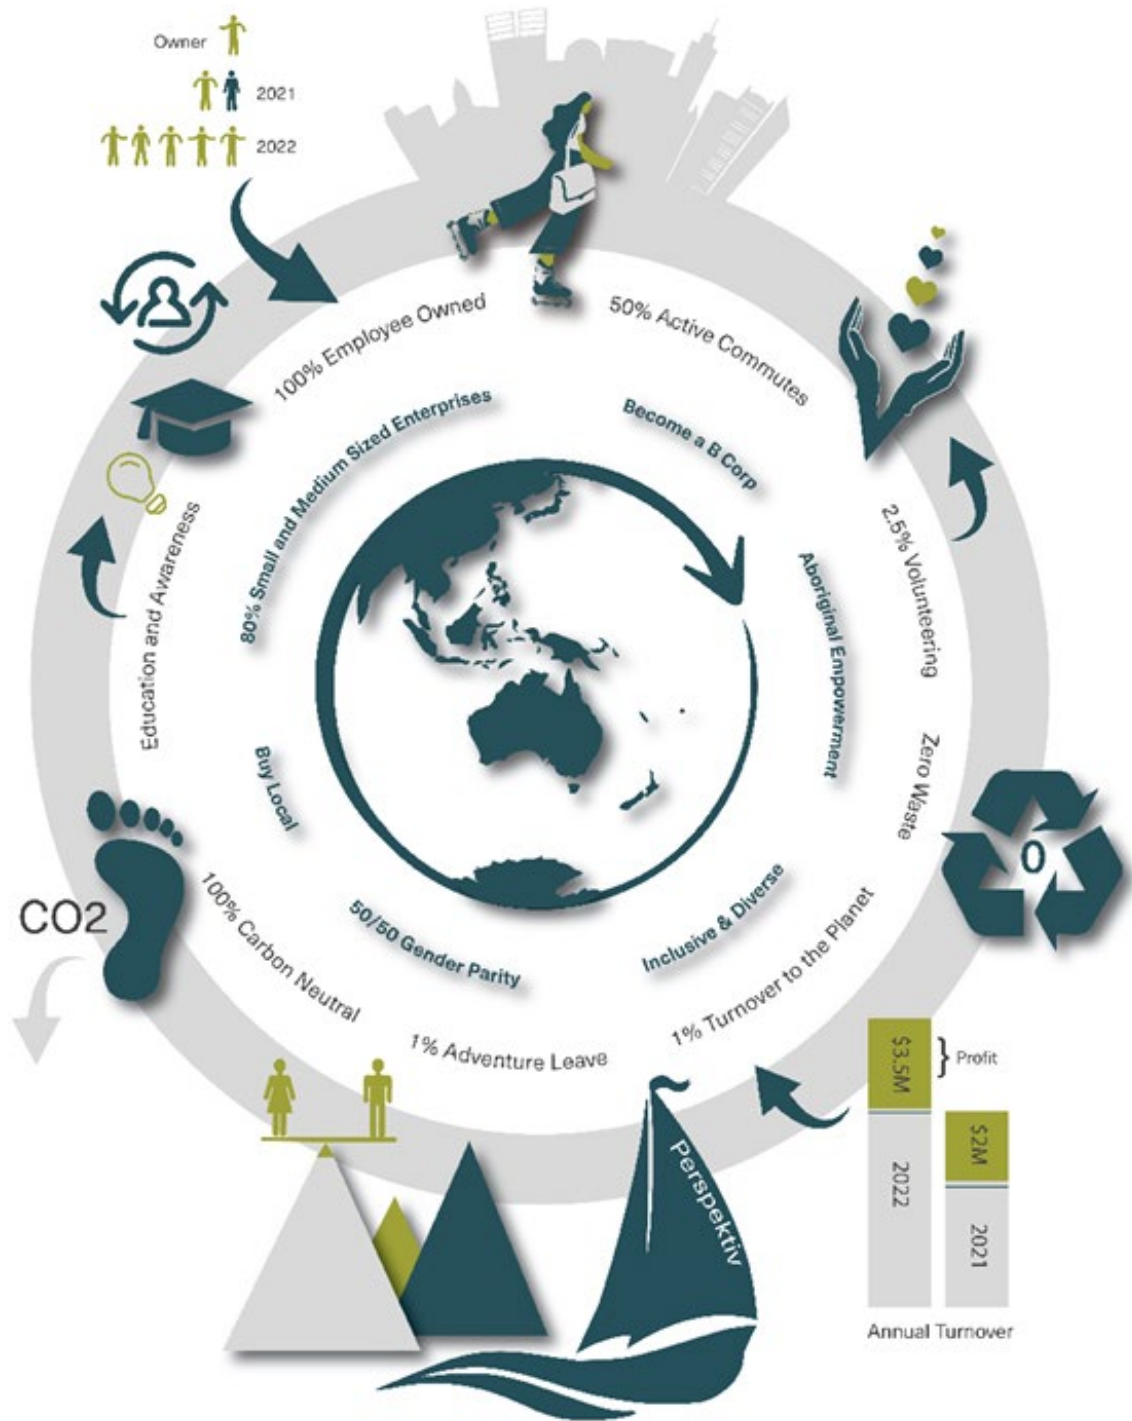 Owner
2021
2022
100% Employee Owned
50% Active Commutes
2.5% Volunteering
Zero Waste
1% Turnover to the Planet
1% Adventure Leave
100% Carbon Neutral
Education and Awareness
80% Small and Medium Sized Enterprises
Become a B Corp
Aboriginal Empowerment
Inclusive & Diverse
50/50 Gender Parity
Buy Local
CO2
0
Perspektiv
$3.5M
Profit
2022
$2M
2021
Annual Turnover